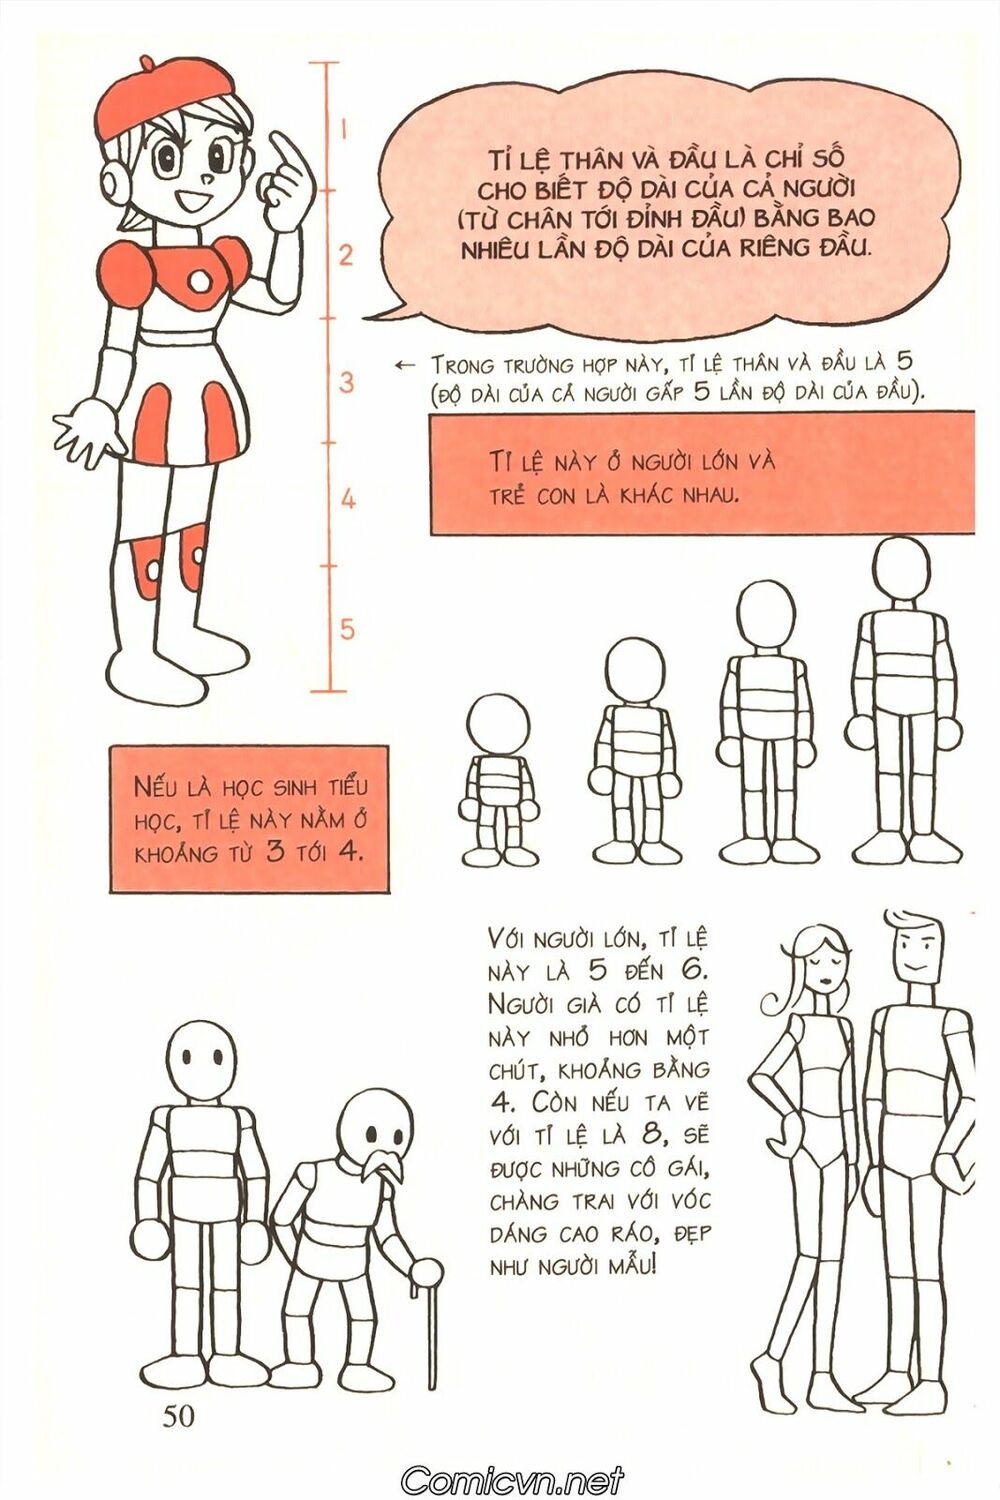 1
2
3
4
5
TỈ LỆ THÂN VÀ ĐẦU LÀ CHỈ SỐ
CHO BIẾT ĐỘ DÀI CỦA CẢ NGƯỜI
(TỪ CHÂN TỚI ĐỈNH ĐẦU) BẰNG BAO
NHIÊU LẦN ĐỘ DÀI CỦA RIÊNG ĐẦU.
← TRONG TRƯỜNG HỢP NÀY, TỈ LỆ THÂN VÀ ĐẦU LÀ 5
(ĐỘ DÀI CỦA CẢ NGƯỜI GẤP 5 LẦN ĐỘ DÀI CỦA ĐẦU).
TỈ LỆ NÀY Ở NGƯỜI LỚN VÀ
TRẺ CON LÀ KHÁC NHAU.
NẾU LÀ HỌC SINH TIỂU
HỌC, TỈ LỆ NÀY NẰM Ở
KHOẢNG TỪ 3 TỚI 4.
VỚI NGƯỜI LỚN, TỈ LỆ
NÀY LÀ 5 ĐẾN 6.
NGƯỜI GIÀ CÓ TỈ LỆ
NÀY NHỎ HƠN MỘT
CHÚT, KHOẢNG BẰNG
4. CÒN NẾU TA VẼ
VỚI TỈ LỆ LÀ 8, SẼ
ĐƯỢC NHỮNG CÔ GÁI,
CHÀNG TRAI VỚI VÓC
DÁNG CAO RÁO, ĐẸP
NHƯ NGƯỜI MẪU!
50
Comicvn.net